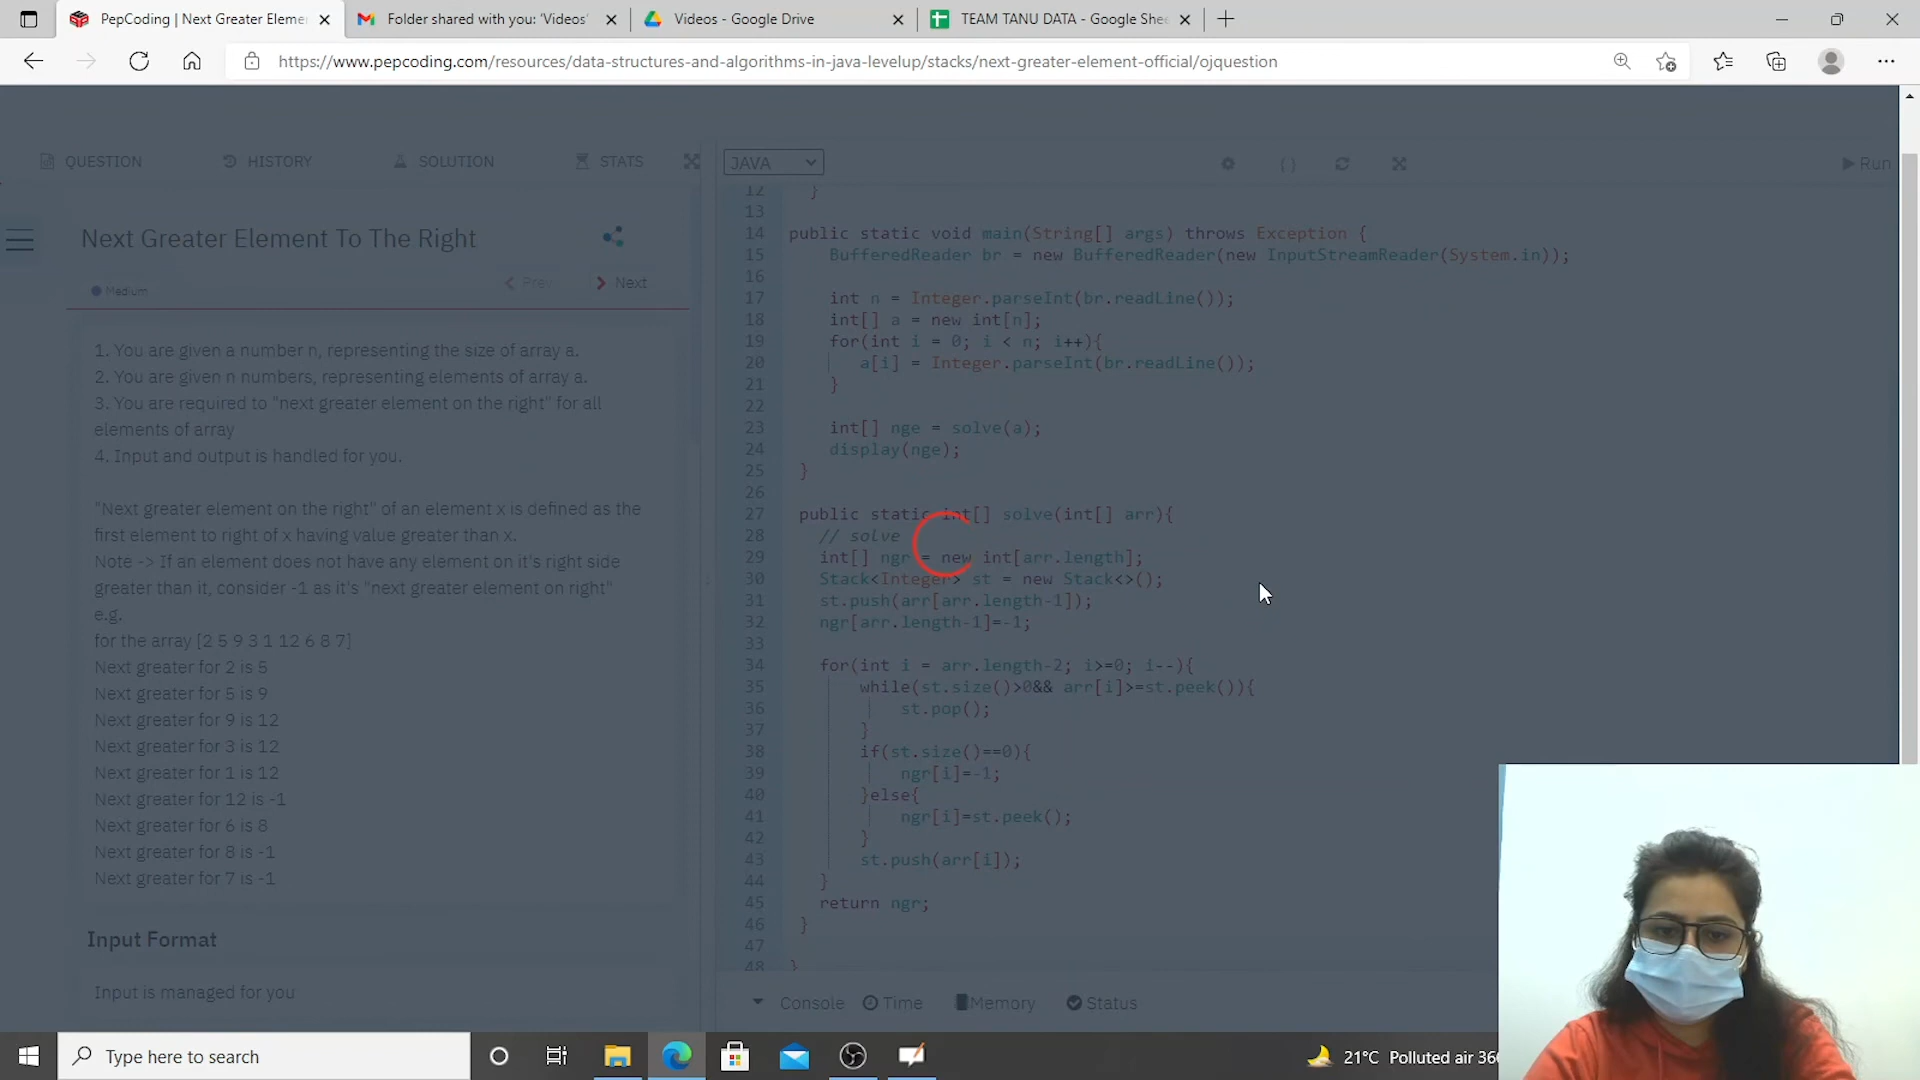 PepCoding | Next Greater Eleme
Folder shared with you: 'Videos'
Videos - Google Drive
TEAM TANU DATA - Google She
https://www.pepcoding.com/resources/data-structures-and-algorithms-in-java-levelup/stacks/next-greater-element-official/ojquestion
QUESTION
HISTORY
SOLUTION
STATS
JAVA
Run
Next Greater Element To The Right
Medium
Prev
Next
1. You are given a number n, representing the size of array a.
2. You are given n numbers, representing elements of array a.
3. You are required to "next greater element on the right" for all
elements of array
4. Input and output is handled for you.
"Next greater element on the right" of an element x is defined as the
first element to right of x having value greater than x.
Note -> If an element does not have any element on it's right side
greater than it, consider -1 as it's "next greater element on right"
e.g.
for the array [2 5 9 3 1 12 6 8 7]
Next greater for 2 is 5
Next greater for 5 is 9
Next greater for 9 is 12
Next greater for 3 is 12
Next greater for 1 is 12
Next greater for 12 is -1
Next greater for 6 is 8
Next greater for 8 is -1
Next greater for 7 is -1
Input Format
Input is managed for you
12 }
13
14 public static void main(String[] args) throws Exception {
15 BufferedReader br = new BufferedReader(new InputStreamReader(System.in));
16
17 int n = Integer.parseInt(br.readLine());
18 int[] a = new int[n];
19 for(int i = 0; i < n; i++){
20 a[i] = Integer.parseInt(br.readLine());
21 }
22
23 int[] nge = solve(a);
24 display(nge);
25 }
26
27 public static int[] solve(int[] arr){
28 // solve
29 int[] ngr = new int[arr.length];
30 Stack<Integer> st = new Stack<>();
31 st.push(arr[arr.length-1]);
32 ngr[arr.length-1]=-1;
33
34 for(int i = arr.length-2; i>=0; i--){
35 while(st.size()>0&& arr[i]>=st.peek()){
36 st.pop();
37 }
38 if(st.size()==0){
39 ngr[i]=-1;
40 }else{
41 ngr[i]=st.peek();
42 }
43 st.push(arr[i]);
44 }
45 return ngr;
46 }
47
48 }
Console
Time
Memory
Status
Type here to search
21°C Polluted air 36